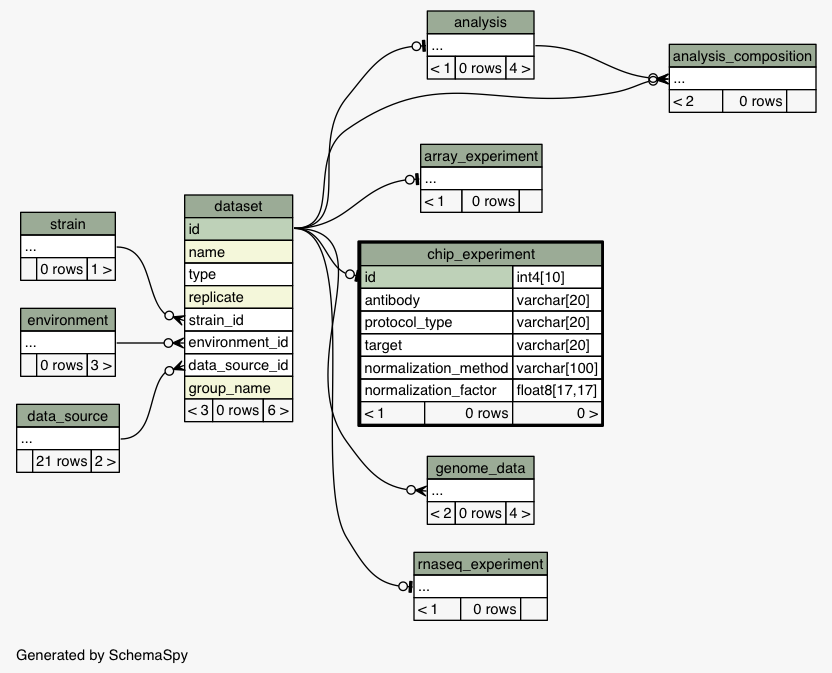 analysis
...
< 1 0 rows 4 >
analysis_composition
...
< 2 0 rows
array_experiment
...
< 1 0 rows
strain
...
0 rows 1 >
environment
...
0 rows 3 >
data_source
...
21 rows 2 >
dataset
id
name
type
replicate
strain_id
environment_id
data_source_id
group_name
< 3 0 rows 6 >
chip_experiment
id int4[10]
antibody varchar[20]
protocol_type varchar[20]
target varchar[20]
normalization_method varchar[100]
normalization_factor float8[17,17]
< 1 0 rows 0 >
genome_data
...
< 2 0 rows 4 >
rnaseq_experiment
...
< 1 0 rows
Generated by SchemaSpy